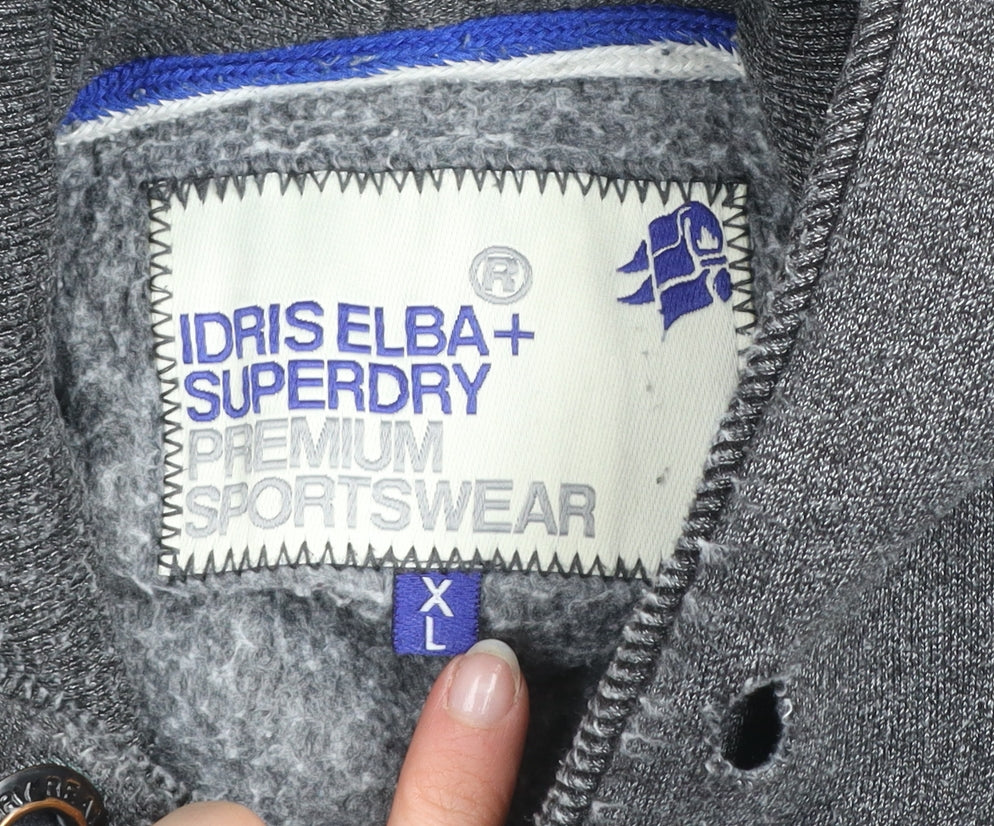 ®
IDRIS ELBA+
SUPERDRY
PREMIUM
SPORTSWEAR
X
L